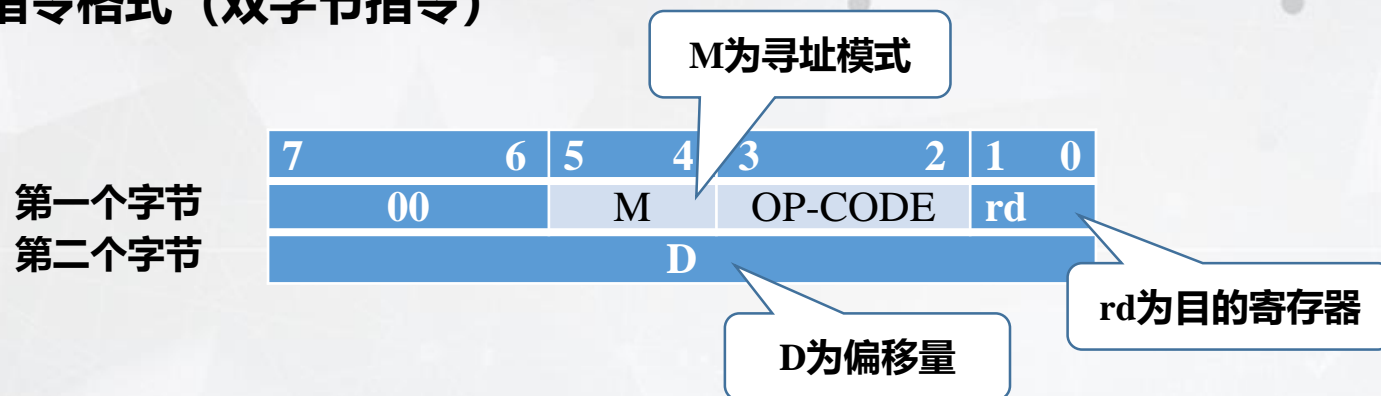 指令格式（双字节指令）
M为寻址模式
7 6 5 4 3 2 1 0
第一个字节 00 M OP-CODE rd
第二个字节 D
rd为目的寄存器
D为偏移量